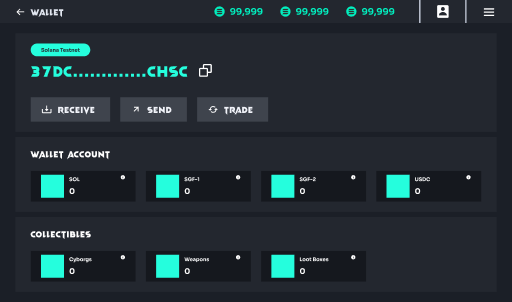 WALLET
99,999
99,999
99,999
Solana Testnet
37DC.............CHSC
RECEIVE
SEND
TRADE
WALLET ACCOUNT
SOL
0
SGF-1
0
SGF-2
0
USDC
0
COLLECTIBLES
Cyborgs
0
Weapons
0
Loot Boxes
0